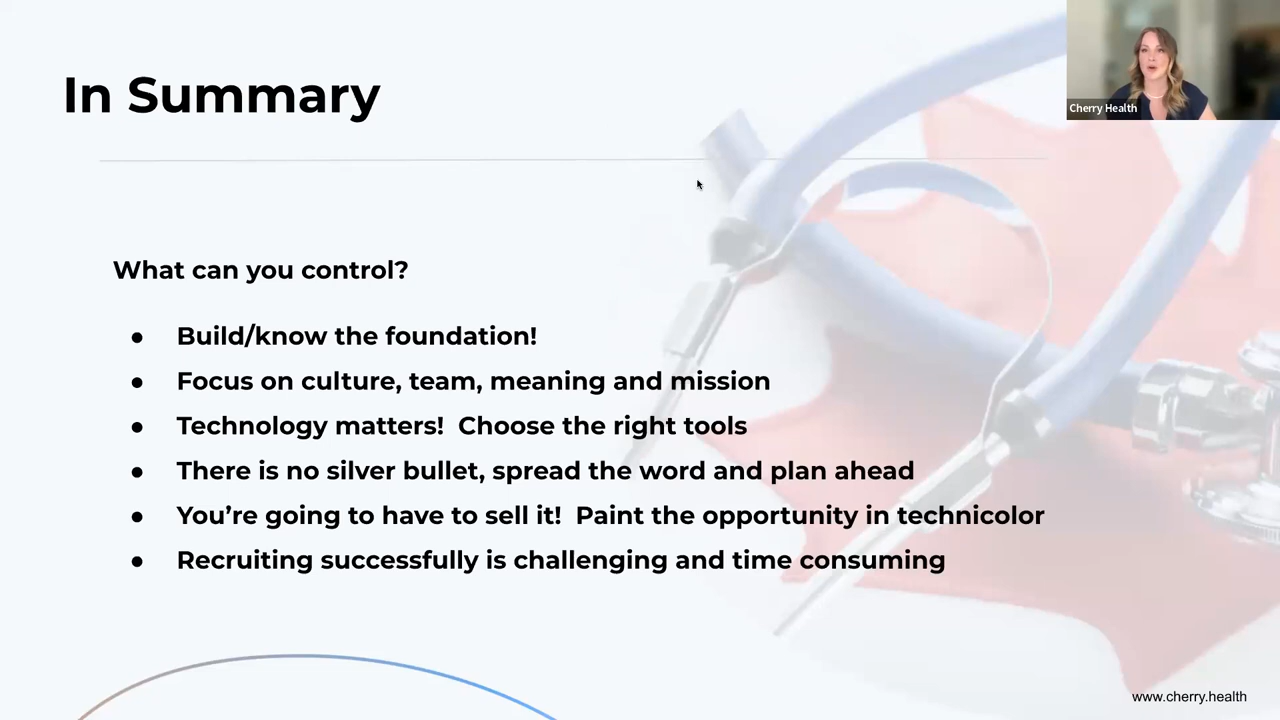 In Summary
Cherry Health
What can you control?
● Build/know the foundation!
● Focus on culture, team, meaning and mission
● Technology matters!  Choose the right tools
● There is no silver bullet, spread the word and plan ahead
● You’re going to have to sell it!  Paint the opportunity in technicolor
● Recruiting successfully is challenging and time consuming
www.cherry.health